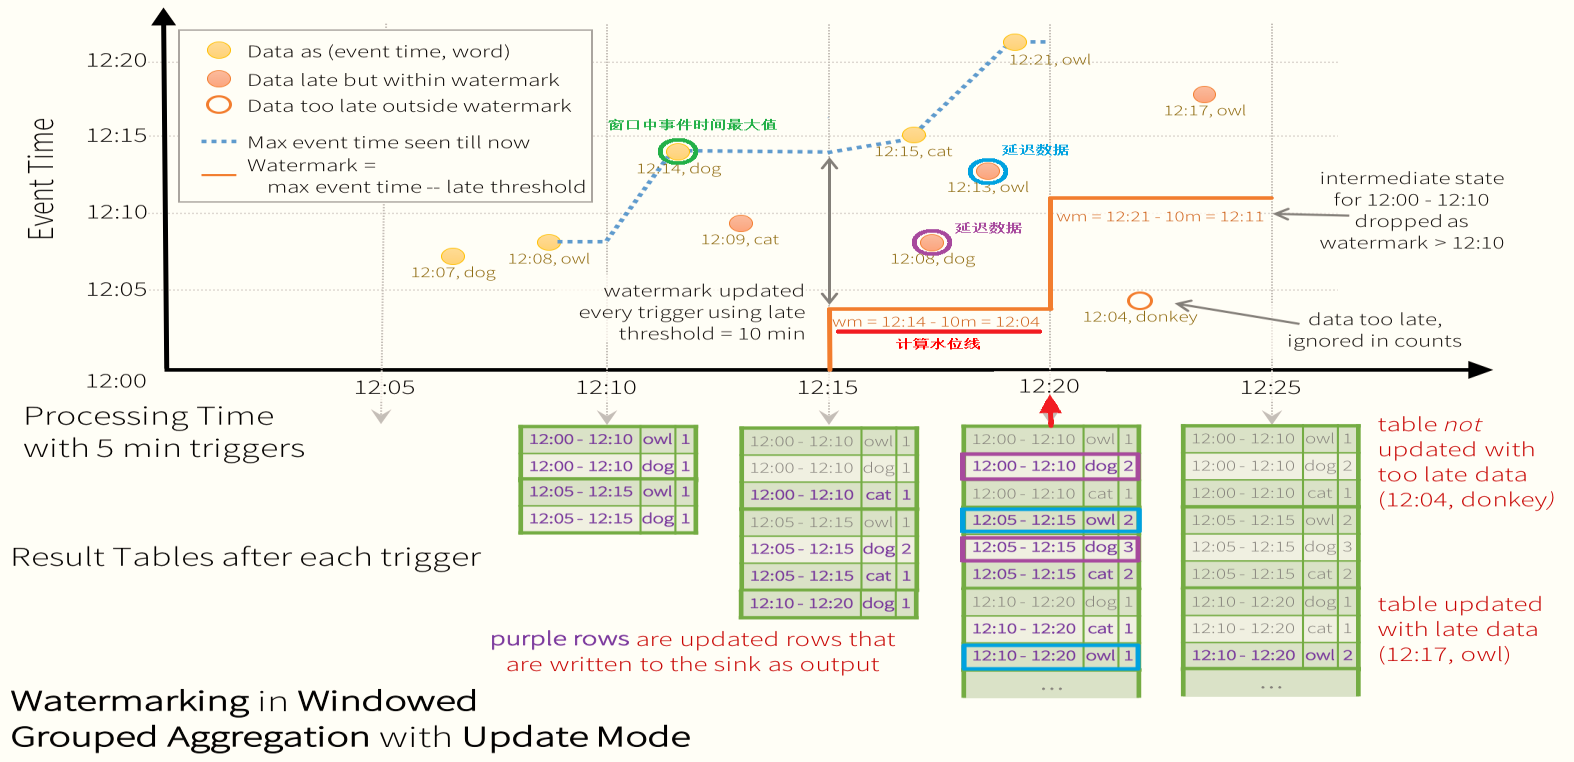 Event Time
12:20
12:15
12:10
12:05
12:00
Data as (event time, word)
Data late but within watermark
Data too late outside watermark
Max event time seen till now
Watermark =
max event time -- late threshold
窗口中事件时间最大值
12:14, dog
12:07, dog
12:08, owl
12:09, cat
12:15, cat
12:21, owl
延迟数据
12:13, owl
延迟数据
12:08, dog
12:17, owl
12:04, donkey
watermark updated
every trigger using late
threshold = 10 min
wm = 12:14 - 10m = 12:04
计算水位线
wm = 12:21 - 10m = 12:11
intermediate state
for 12:00 - 12:10
dropped as
watermark > 12:10
data too late,
ignored in counts
12:05
12:10
12:15
12:20
12:25
Processing Time
with 5 min triggers
Result Tables after each trigger
12:00 - 12:10 owl 1
12:00 - 12:10 dog 1
12:05 - 12:15 owl 1
12:05 - 12:15 dog 1
12:00 - 12:10 owl 1
12:00 - 12:10 dog 1
12:00 - 12:10 cat 1
12:05 - 12:15 owl 1
12:05 - 12:15 dog 2
12:05 - 12:15 cat 1
12:10 - 12:20 dog 1
12:00 - 12:10 owl 1
12:00 - 12:10 dog 2
12:00 - 12:10 cat 1
12:05 - 12:15 owl 2
12:05 - 12:15 dog 3
12:05 - 12:15 cat 2
12:10 - 12:20 dog 1
12:10 - 12:20 cat 1
12:10 - 12:20 owl 1
...
12:00 - 12:10 owl 1
12:00 - 12:10 dog 2
12:00 - 12:10 cat 1
12:05 - 12:15 owl 2
12:05 - 12:15 dog 3
12:05 - 12:15 cat 2
12:10 - 12:20 dog 1
12:10 - 12:20 cat 1
12:10 - 12:20 owl 2
...
table not
updated with
too late data
(12:04, donkey)
table updated
with late data
(12:17, owl)
purple rows are updated rows that
are written to the sink as output
Watermarking in Windowed
Grouped Aggregation with Update Mode